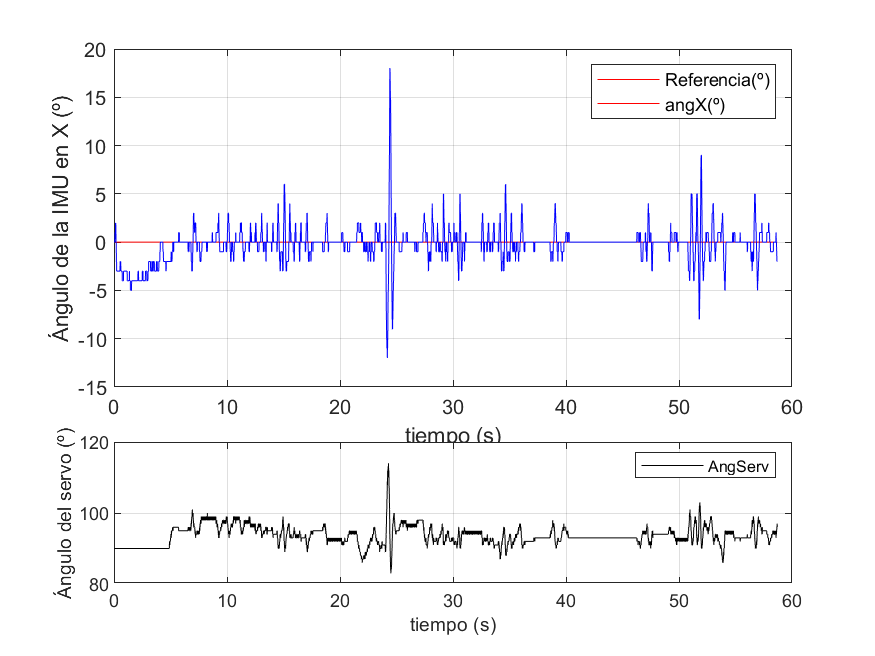 20
15
10
5
0
-5
-10
-15
Ángulo de la IMU en X (º)
Referencia(º)
angX(º)
0 10 20 30 40 50 60
tiempo (s)
120
100
80
Ángulo del servo (º)
AngServ
0 10 20 30 40 50 60
tiempo (s)